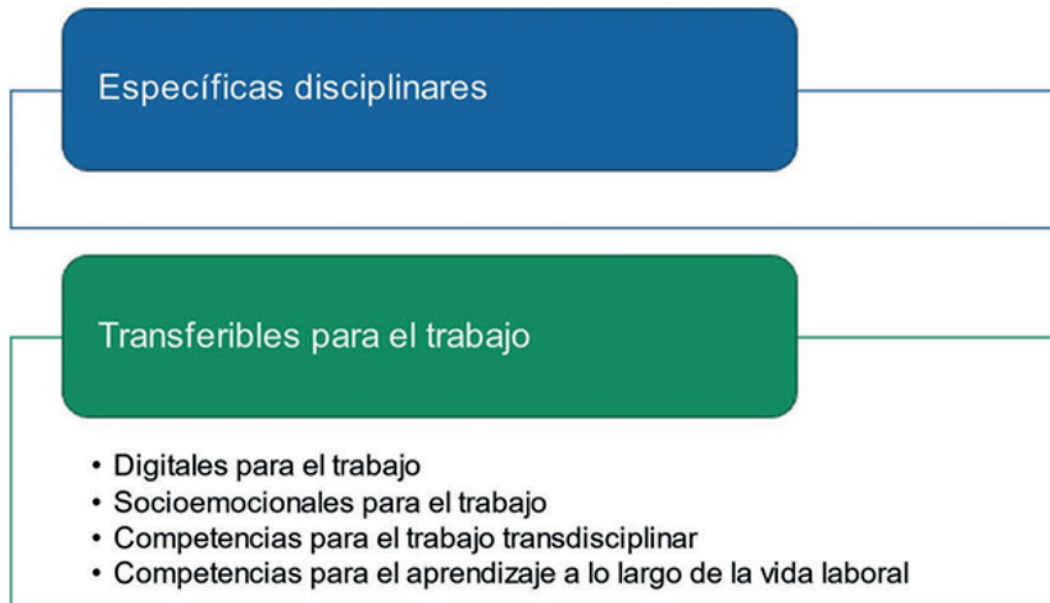 Específicas disciplinares
Transferibles para el trabajo
• Digitales para el trabajo
• Socioemocionales para el trabajo
• Competencias para el trabajo transdisciplinar
• Competencias para el aprendizaje a lo largo de la vida laboral